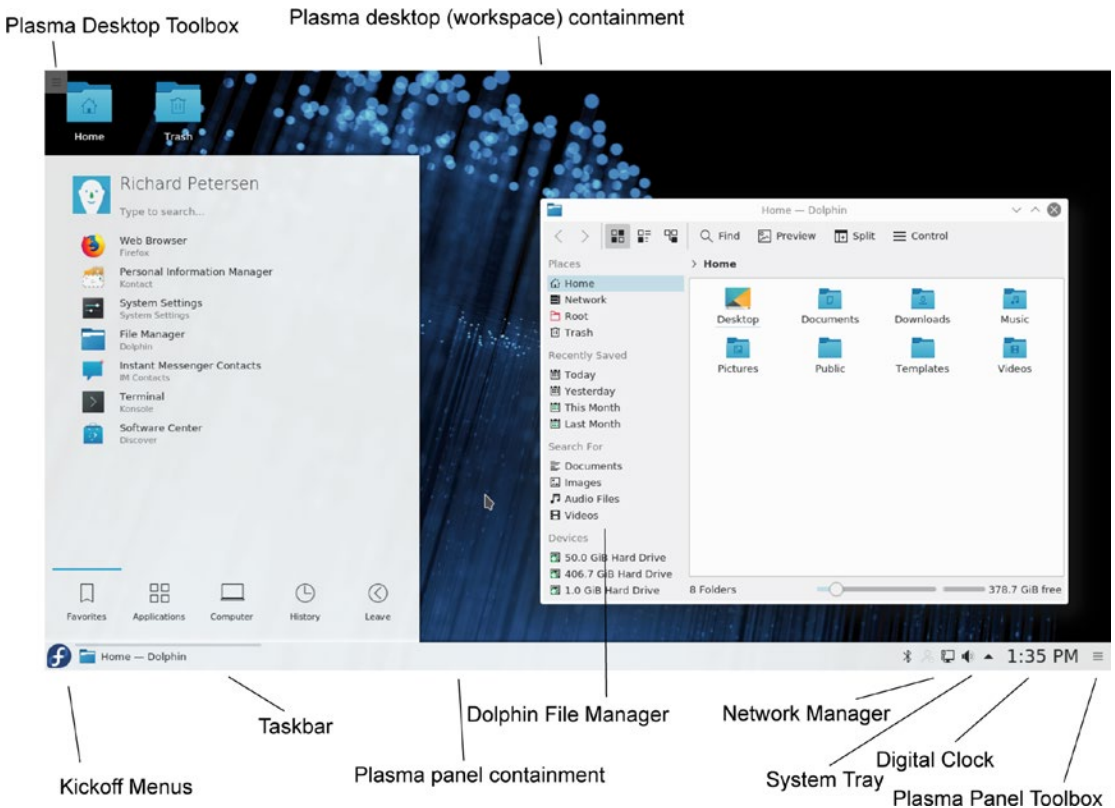 Plasma Desktop Toolbox
Plasma desktop (workspace) containment
Home
Trash
Richard Petersen
Type to search...
Web Browser
Firefox
Personal Information Manager
Kontact
System Settings
System Settings
File Manager
Dolphin
Instant Messenger Contacts
IM Contacts
Terminal
Konsole
Software Center
Discover
Favorites
Applications
Computer
History
Leave
Home — Dolphin
Find
Preview
Split
Control
Places
Home
Network
Root
Trash
Recently Saved
Today
Yesterday
This Month
Last Month
Search For
Documents
Images
Audio Files
Videos
Devices
50.0 GiB Hard Drive
406.7 GiB Hard Drive
1.0 GiB Hard Drive
> Home
Desktop
Documents
Downloads
Music
Pictures
Public
Templates
Videos
8 Folders
378.7 GiB free
Home — Dolphin
1:35 PM
Kickoff Menus
Taskbar
Plasma panel containment
Dolphin File Manager
Network Manager
System Tray
Digital Clock
Plasma Panel Toolbox